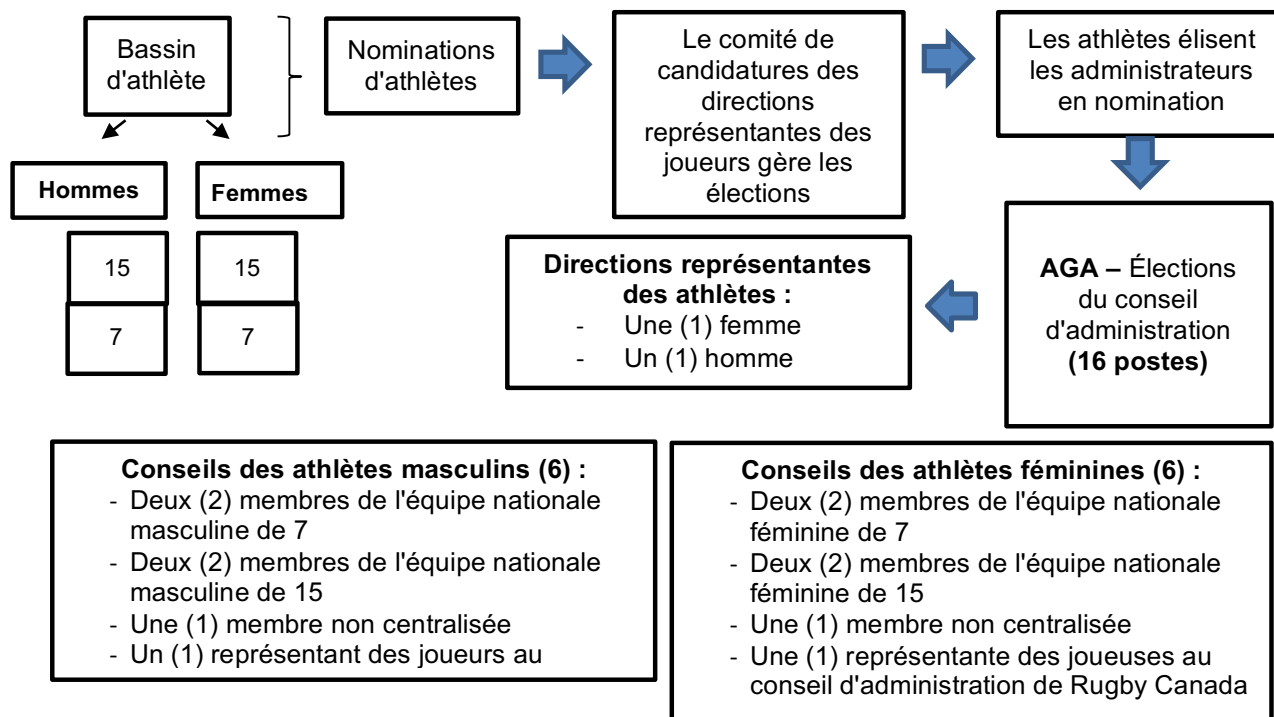 Bassin
d'athlète
Nominations
d'athlètes
Le comité de
candidatures des
directions
représentantes des
joueurs gère les
élections
Les athlètes élisent
les administrateurs
en nomination
Hommes
Femmes
15
15
7
7
Directions représentantes
des athlètes :
- Une (1) femme
- Un (1) homme
AGA – Élections
du conseil
d'administration
(16 postes)
Conseils des athlètes masculins (6) :
- Deux (2) membres de l'équipe nationale
masculine de 7
- Deux (2) membres de l'équipe nationale
masculine de 15
- Une (1) membre non centralisée
- Un (1) représentant des joueurs au
Conseils des athlètes féminines (6) :
- Deux (2) membres de l'équipe nationale
féminine de 7
- Deux (2) membres de l'équipe nationale
féminine de 15
- Une (1) membre non centralisée
- Une (1) représentante des joueuses au
conseil d'administration de Rugby Canada